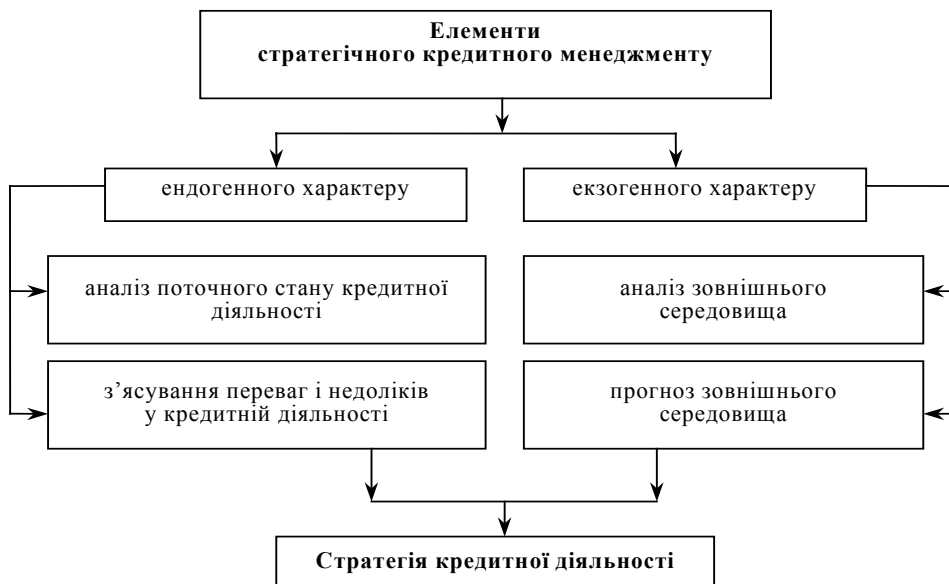 Елементи
стратегічного кредитного менеджменту
ендогенного характеру
екзогенного характеру
аналіз поточного стану кредитної
діяльності
аналіз зовнішнього
середовища
з’ясування переваг і недоліків
у кредитній діяльності
прогноз зовнішнього
середовища
Стратегія кредитної діяльності